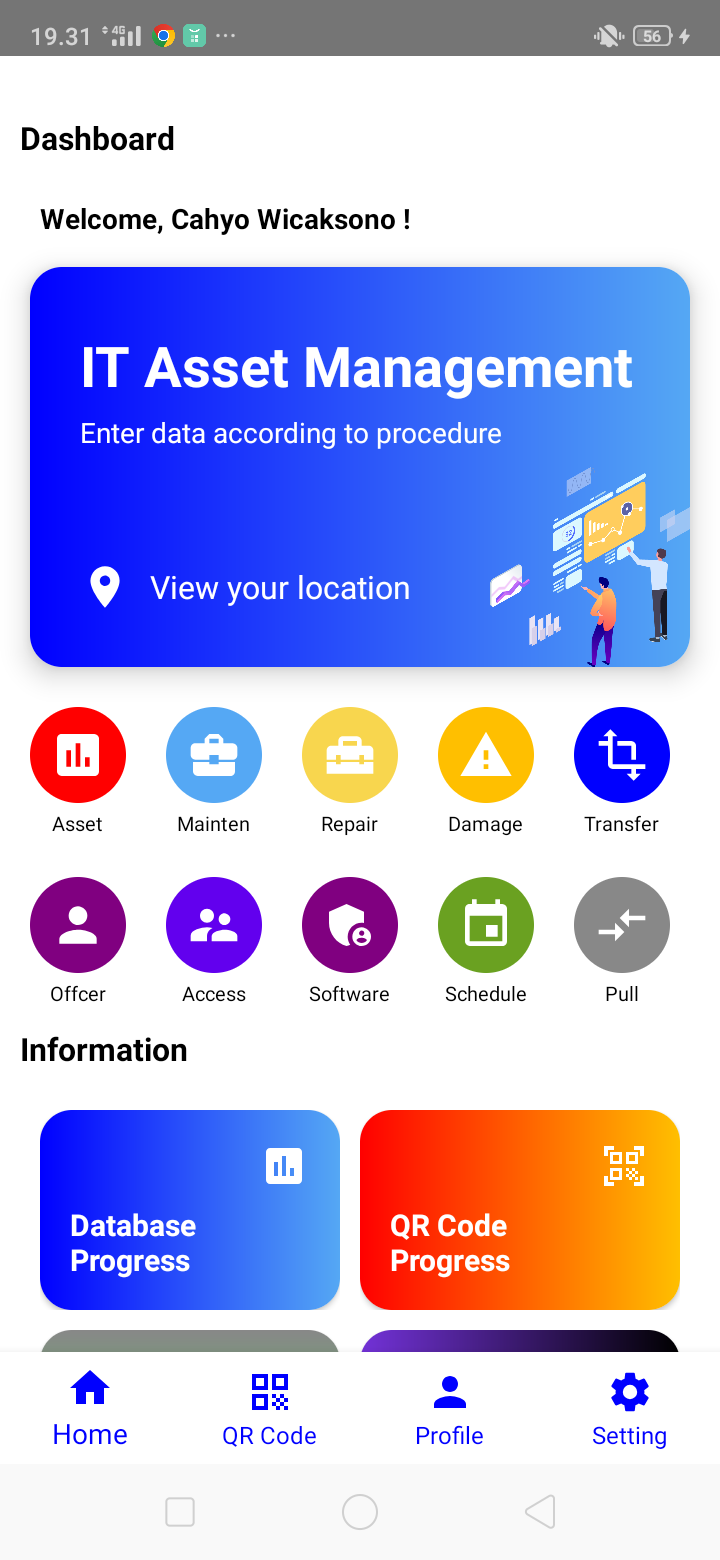 19.31 4G ... 56
Dashboard
Welcome, Cahyo Wicaksono !
IT Asset Management
Enter data according to procedure
View your location
Asset Mainten Repair Damage Transfer
Offcer Access Software Schedule Pull
Information
Database QR Code
Progress Progress
Home QR Code Profile Setting